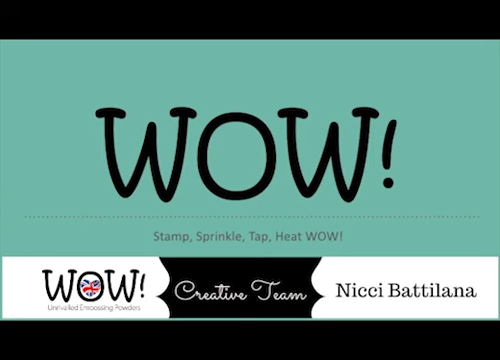 WOW!
Stamp, Sprinkle, Tap, Heat WOW!
WOW!
Unrivalled Embossing Powders
Creative Team
Nicci Battilana